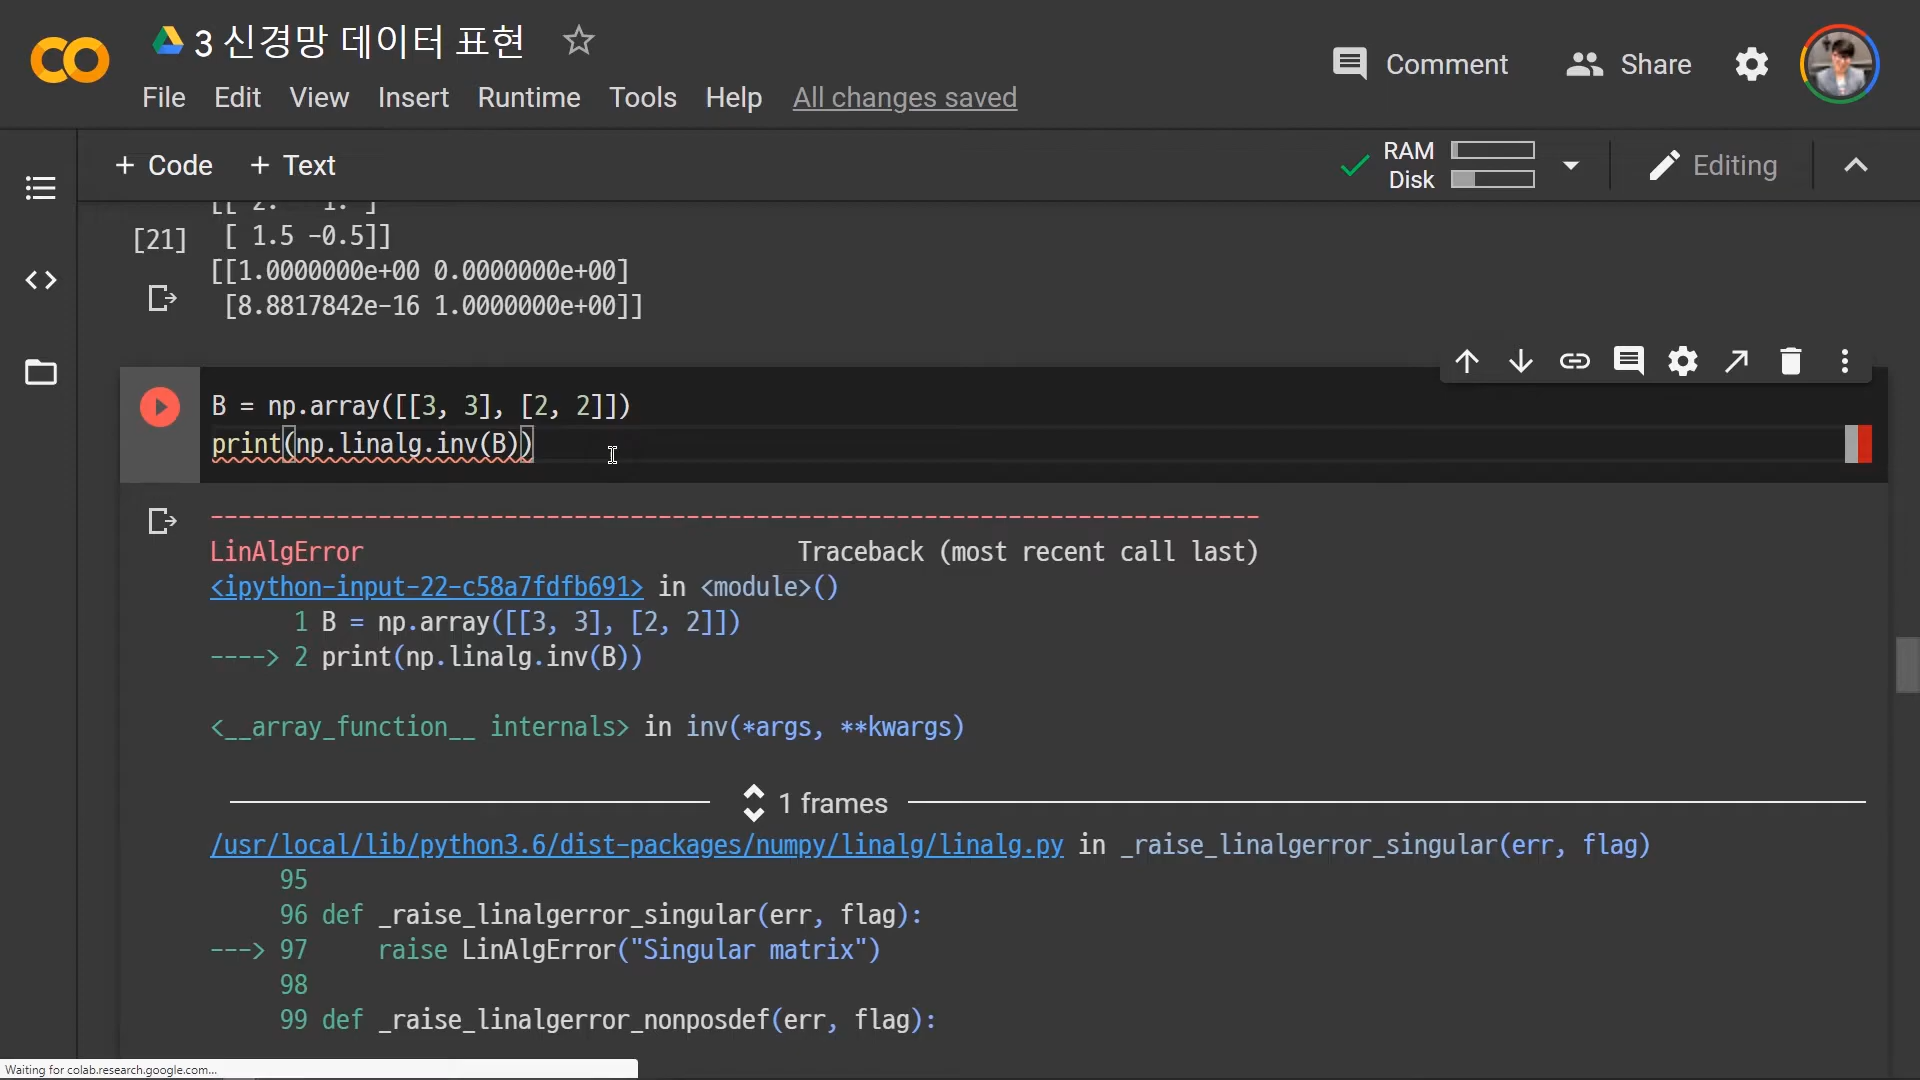 3 신경망 데이터 표현
Comment
Share
File Edit View Insert Runtime Tools Help All changes saved
+ Code + Text
RAM
Disk
Editing
[[ 2. 1. ]
[21]
[ 1.5 -0.5]]
[[1.0000000e+00 0.0000000e+00]
[8.8817842e-16 1.0000000e+00]]
B = np.array([[3, 3], [2, 2]])
print(np.linalg.inv(B))
---------------------------------------------------------------------------
LinAlgError Traceback (most recent call last)
<ipython-input-22-c58a7fdfb691> in <module>()
1 B = np.array([[3, 3], [2, 2]])
----> 2 print(np.linalg.inv(B))
<__array_function__ internals> in inv(*args, **kwargs)
1 frames
/usr/local/lib/python3.6/dist-packages/numpy/linalg/linalg.py in _raise_linalgerror_singular(err, flag)
95
96 def _raise_linalgerror_singular(err, flag):
---> 97 raise LinAlgError("Singular matrix")
98
99 def _raise_linalgerror_nonposdef(err, flag):
Waiting for colab.research.google.com...